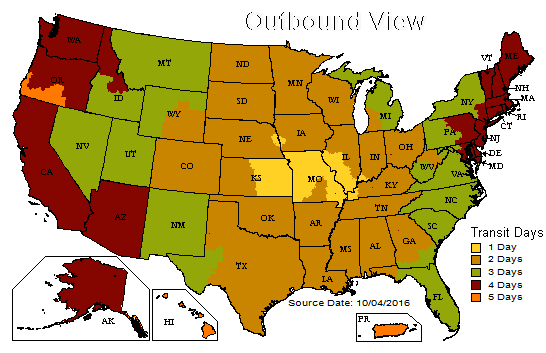 Outbound View
WA
MT
ND
MN
VT
ME
OR
ID
SD
WI
MI
NY
NH
MA
RI
CT
WY
NE
IA
PA
NJ
NV
UT
CO
IL
IN
OH
DE
MD
WV
VA
CA
KS
MO
KY
NC
AZ
NM
OK
AR
TN
SC
MS
AL
GA
TX
LA
FL
Transit Days
1 Day
2 Days
3 Days
4 Days
5 Days
Source Date: 10/04/2016
AK
HI
PR